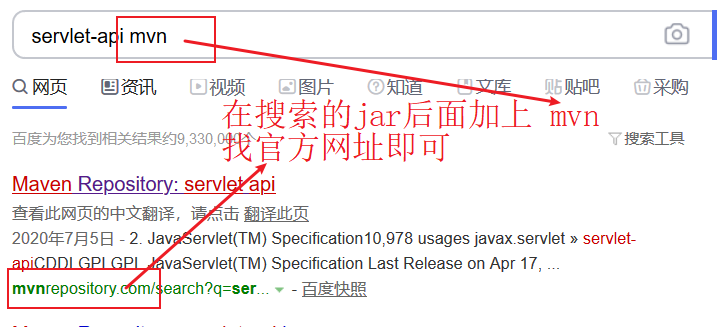 servlet-api mvn
网页 资讯 视频 图片 知道 文库 贴吧 采购
在搜索的jar后面加上 mvn
百度为您找到相关结果约9,330,000个 搜索工具
找官方网址即可
Maven Repository: servlet api
查看此网页的中文翻译，请点击 翻译此页
2020年7月5日 - 2. JavaServlet(TM) Specification10,978 usages javax.servlet » servlet-
apiCDDLGPLGPL JavaServlet(TM) Specification Last Release on Apr 17, ...
mvnrepository.com/search?q=ser... - 百度快照